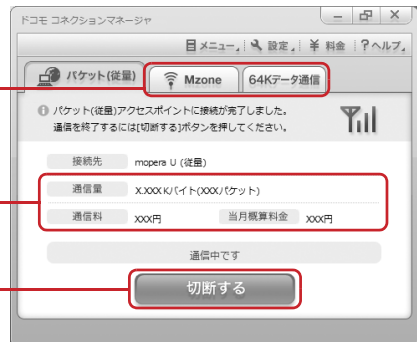 ドコモ コネクションマネージャ
メニュー 設定 ¥ 料金 ?ヘルプ
パケット(従量) Mzone 64Kデータ通信
パケット(従量)アクセスポイントに接続が完了しました。
通信を終了するには[切断する]ボタンを押してください。
接続先 mopera U (従量)
通信量 X.XXX Kバイト(XXXパケット)
通信料 XXX円 当月概算料金 XXX円
通信中です
切断する